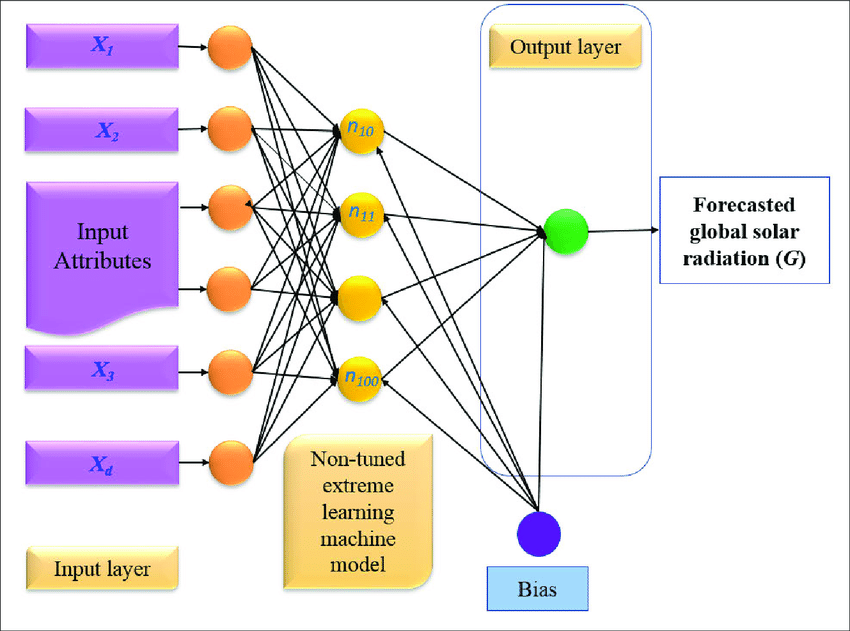 X1
X2
Input
Attributes
X3
Xd
Input layer
n10
n11
n100
Non-tuned
extreme
learning
machine
model
Output layer
Forecasted
global solar
radiation (G)
Bias